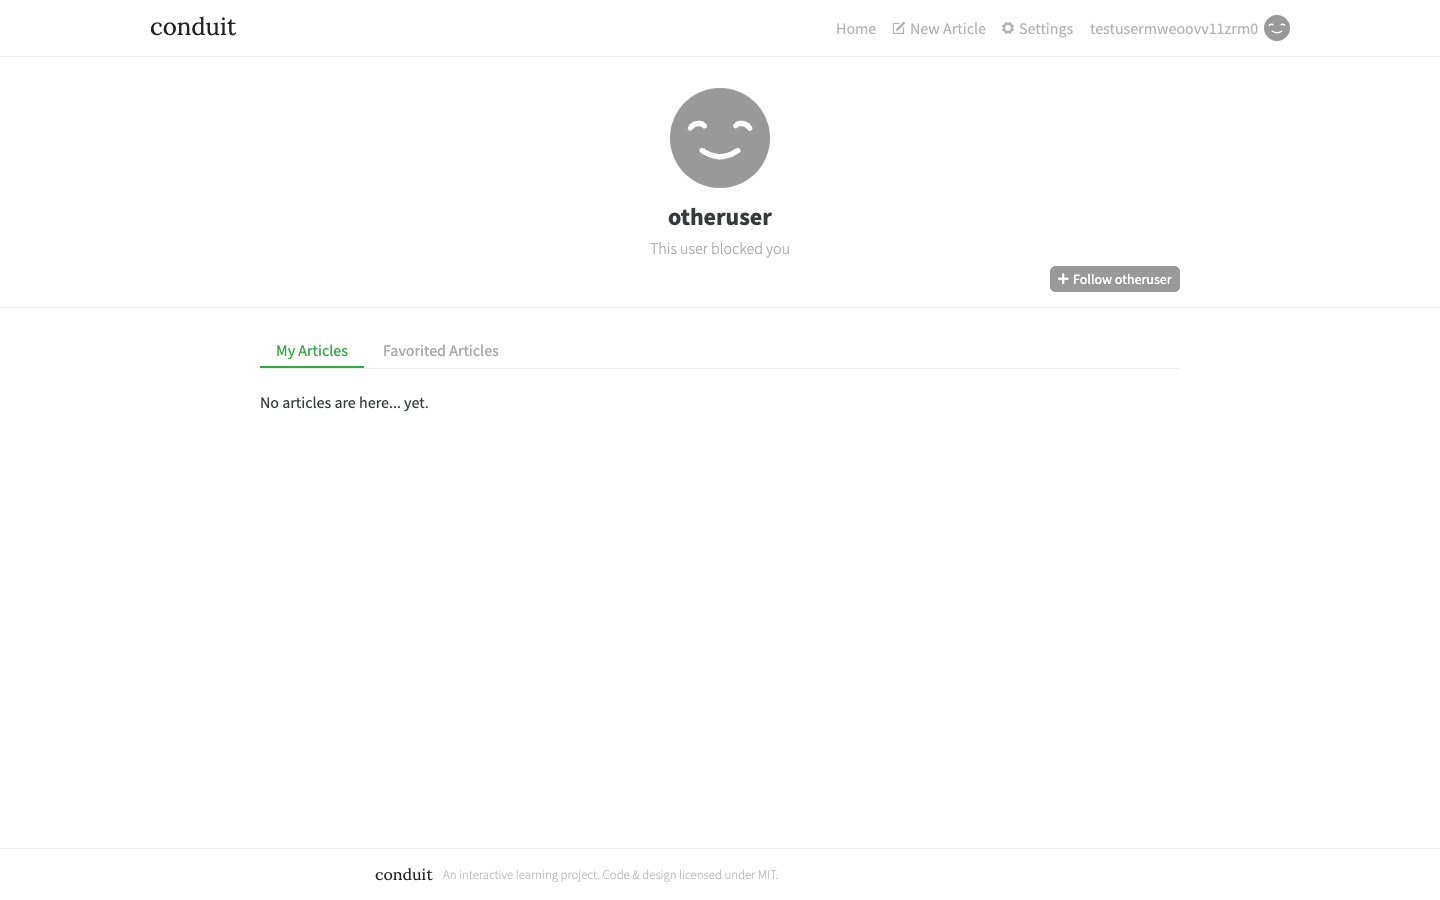 conduit
Home New Article Settings testusermweoovv11zrm0
otheruser
This user blocked you
Follow otheruser
My Articles Favorited Articles
No articles are here... yet.
conduit An interactive learning project. Code & design licensed under MIT.